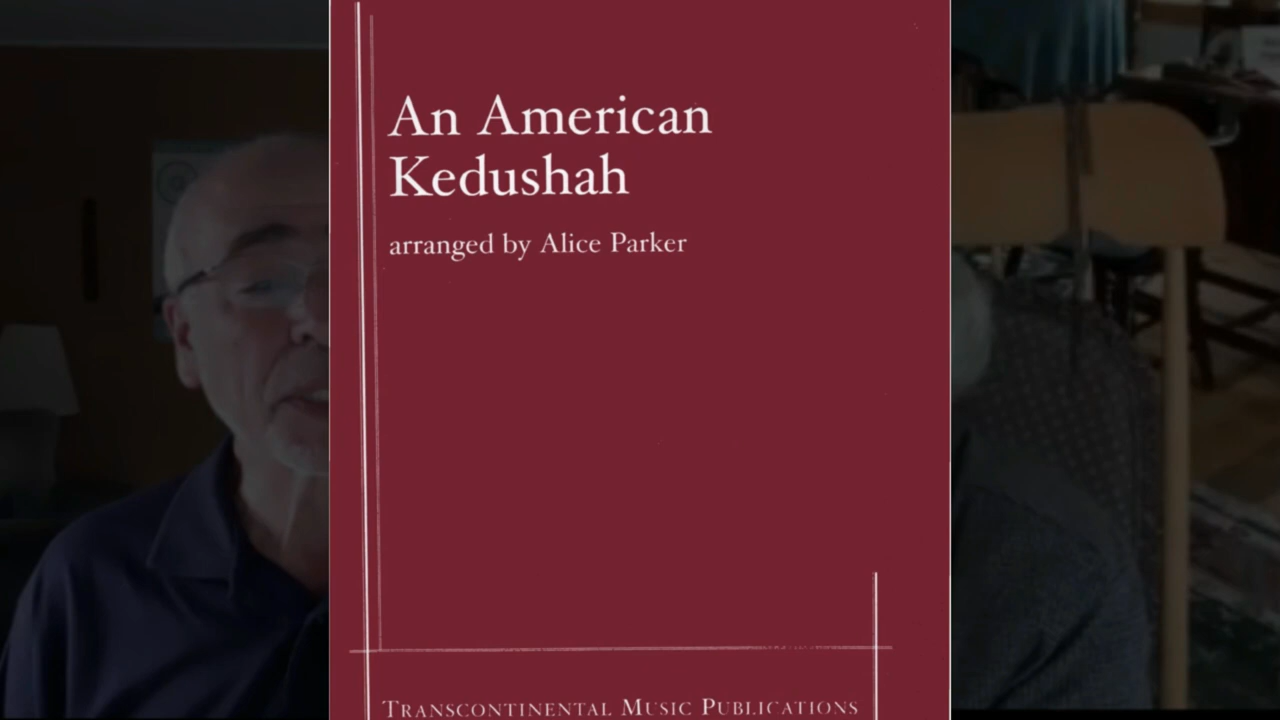 An American
Kedushah
arranged by Alice Parker
TRANSCONTINENTAL MUSIC PUBLICATIONS